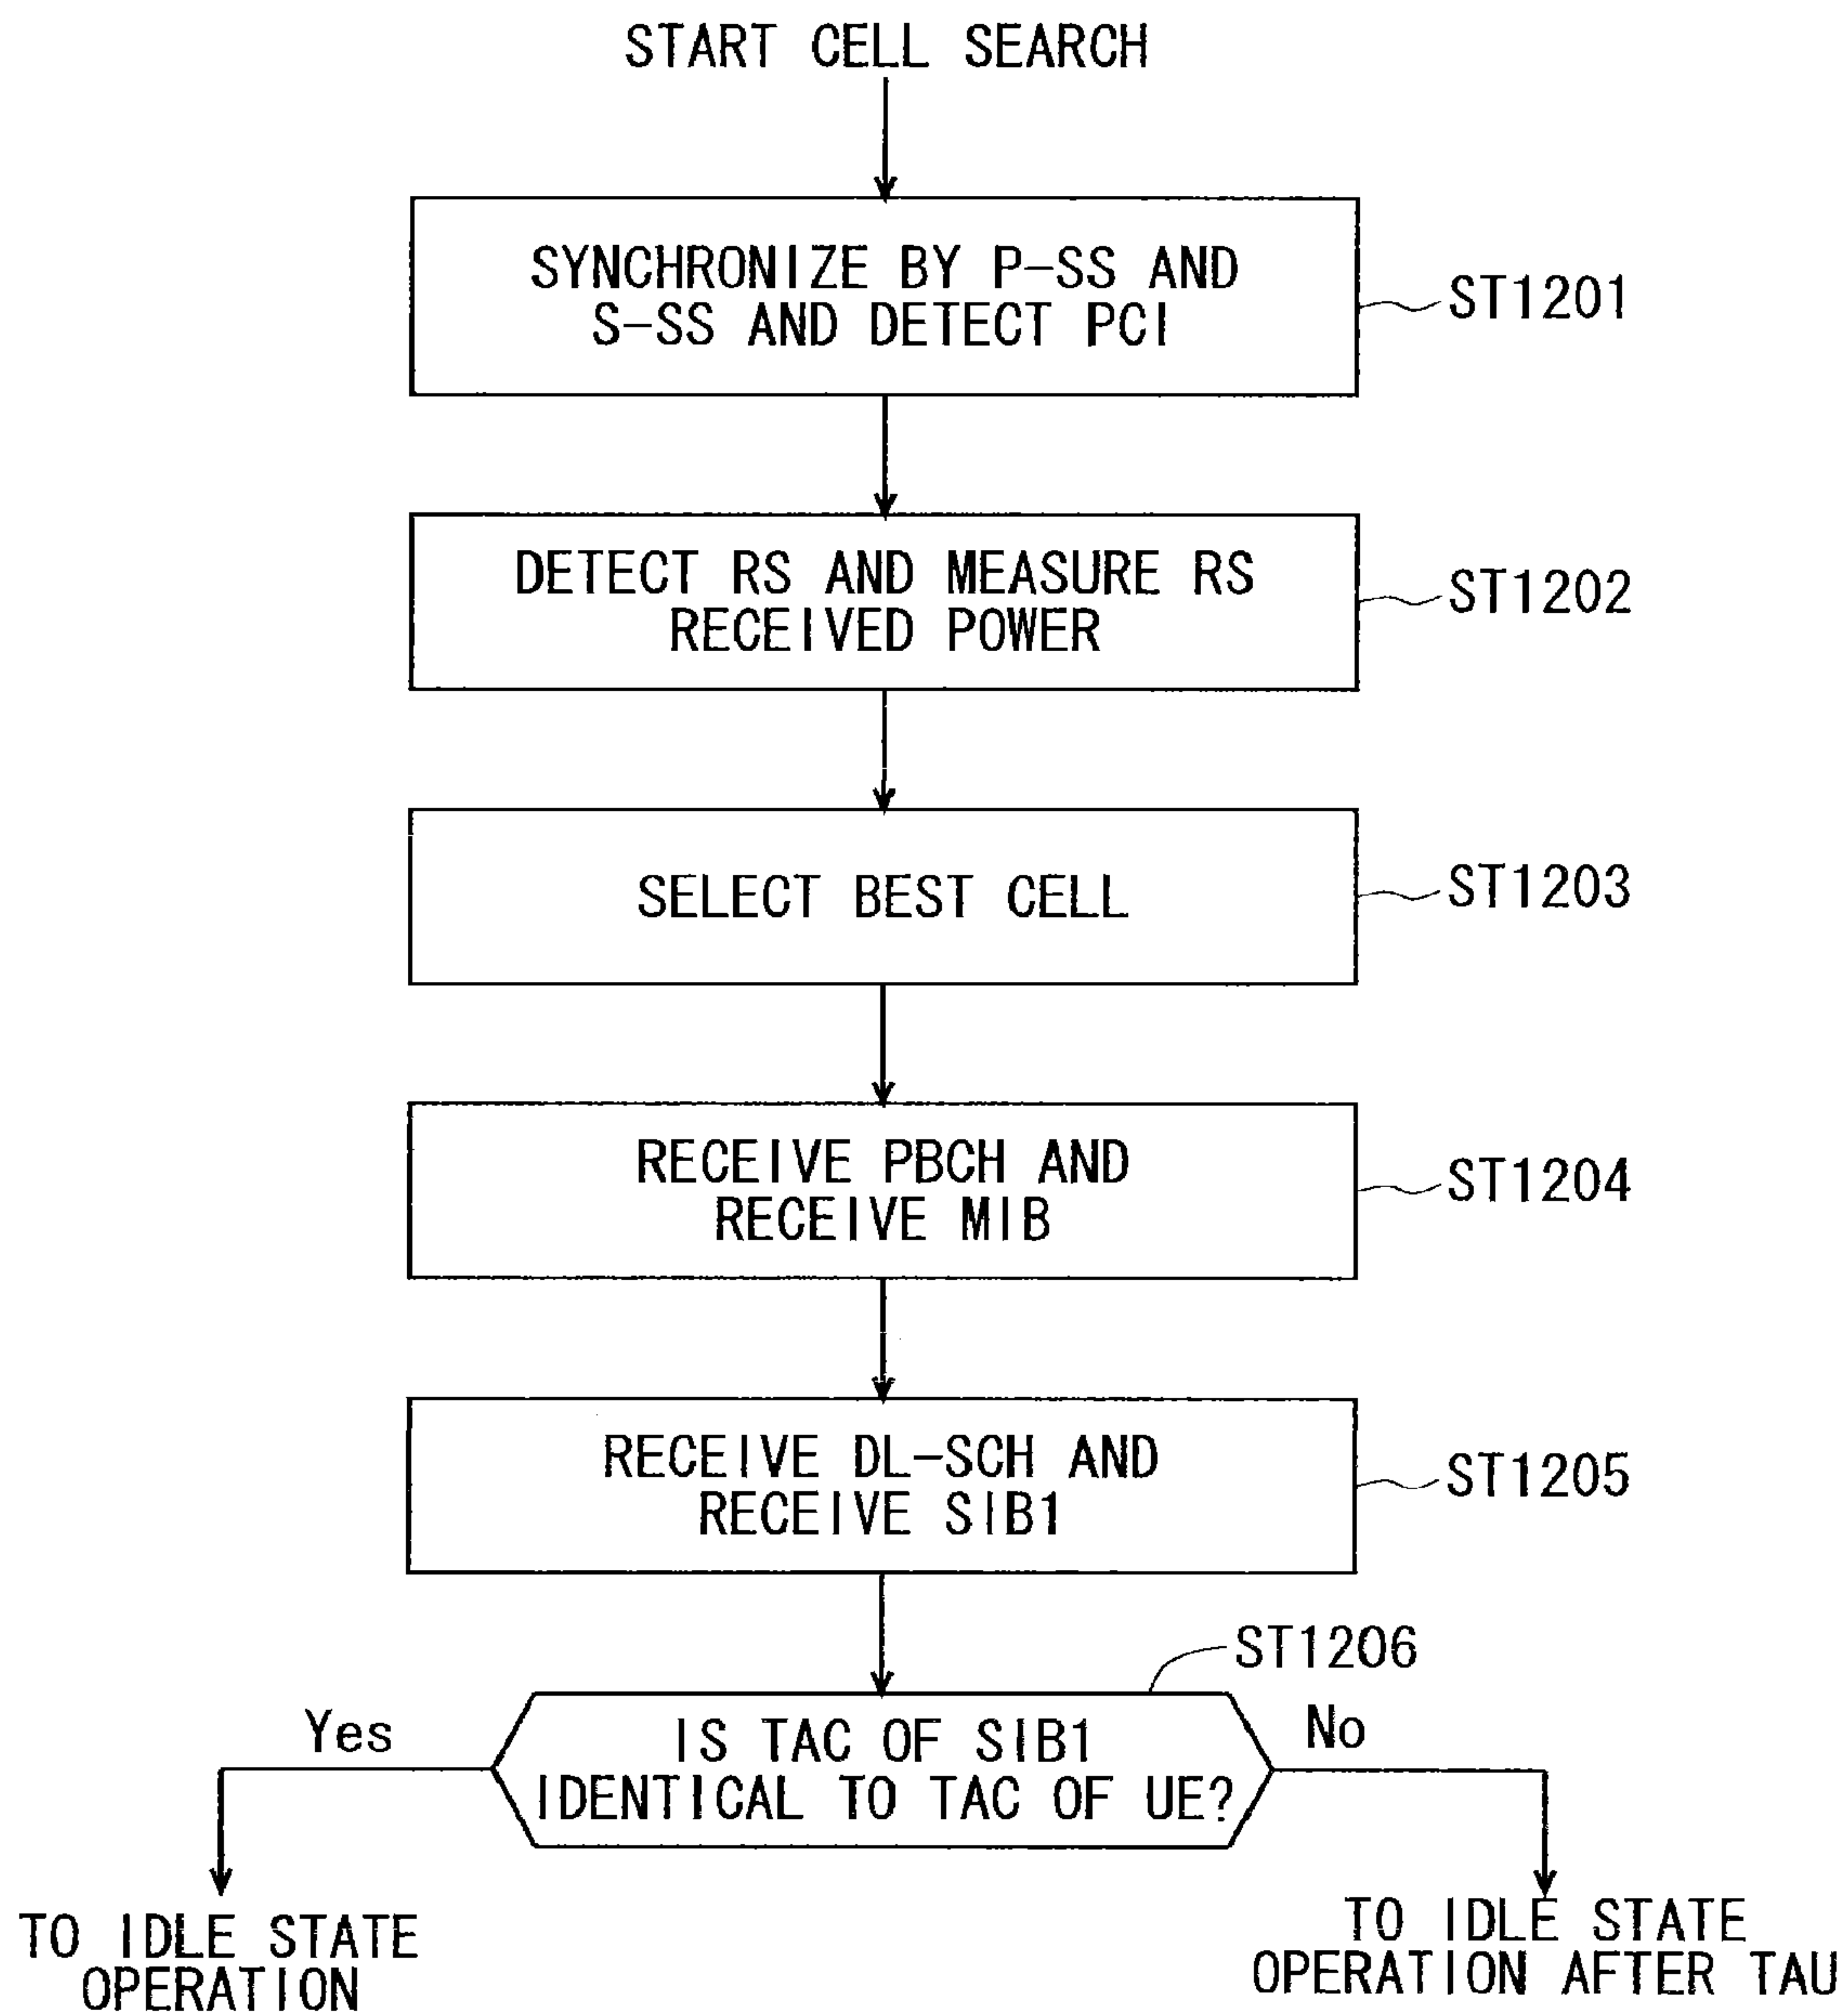 START CELL SEARCH
SYNCHRONIZE BY P-SS AND
S-SS AND DETECT PCI
ST1201
DETECT RS AND MEASURE RS
RECEIVED POWER
ST1202
SELECT BEST CELL
ST1203
RECEIVE PBCH AND
RECEIVE MIB
ST1204
RECEIVE DL-SCH AND
RECEIVE SIB1
ST1205
ST1206
IS TAC OF SIB1
IDENTICAL TO TAC OF UE?
Yes
No
TO IDLE STATE
OPERATION
TO IDLE STATE
OPERATION AFTER TAU